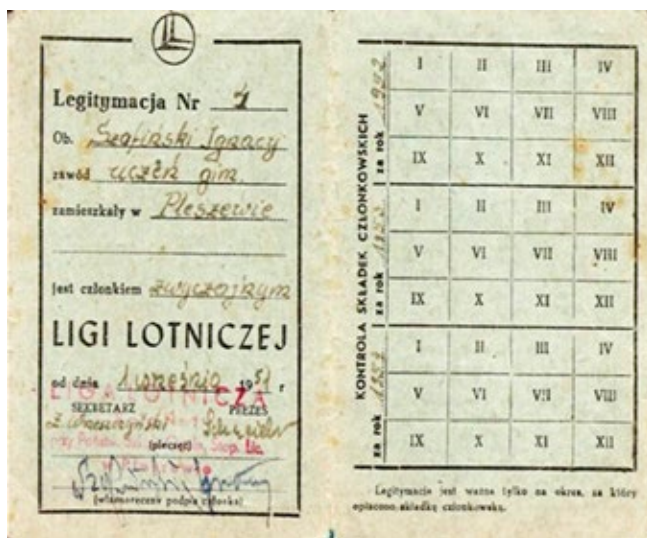 Legitymacja Nr 4
Ob. Szafiński Ignacy
zawód uczeń gim.
zamieszkały w Pleszewie
jest członkiem zwyczajnym
LIGI LOTNICZEJ
od dnia 1 września 1951 r
LIGA LOTNICZA
SEKRETARZ PREZES
(pieczęć)
(własnoręczny podpis członka)
KONTROLA SKŁADEK CZŁONKOWSKICH
za rok 1952
I II III IV
V VI VII VIII
IX X XI XII
za rok 1953
I II III IV
V VI VII VIII
IX X XI XII
za rok 1954
I II III IV
V VI VII VIII
IX X XI XII
Legitymacja jest ważna tylko na okres, za który
opłacono składkę członkowską.